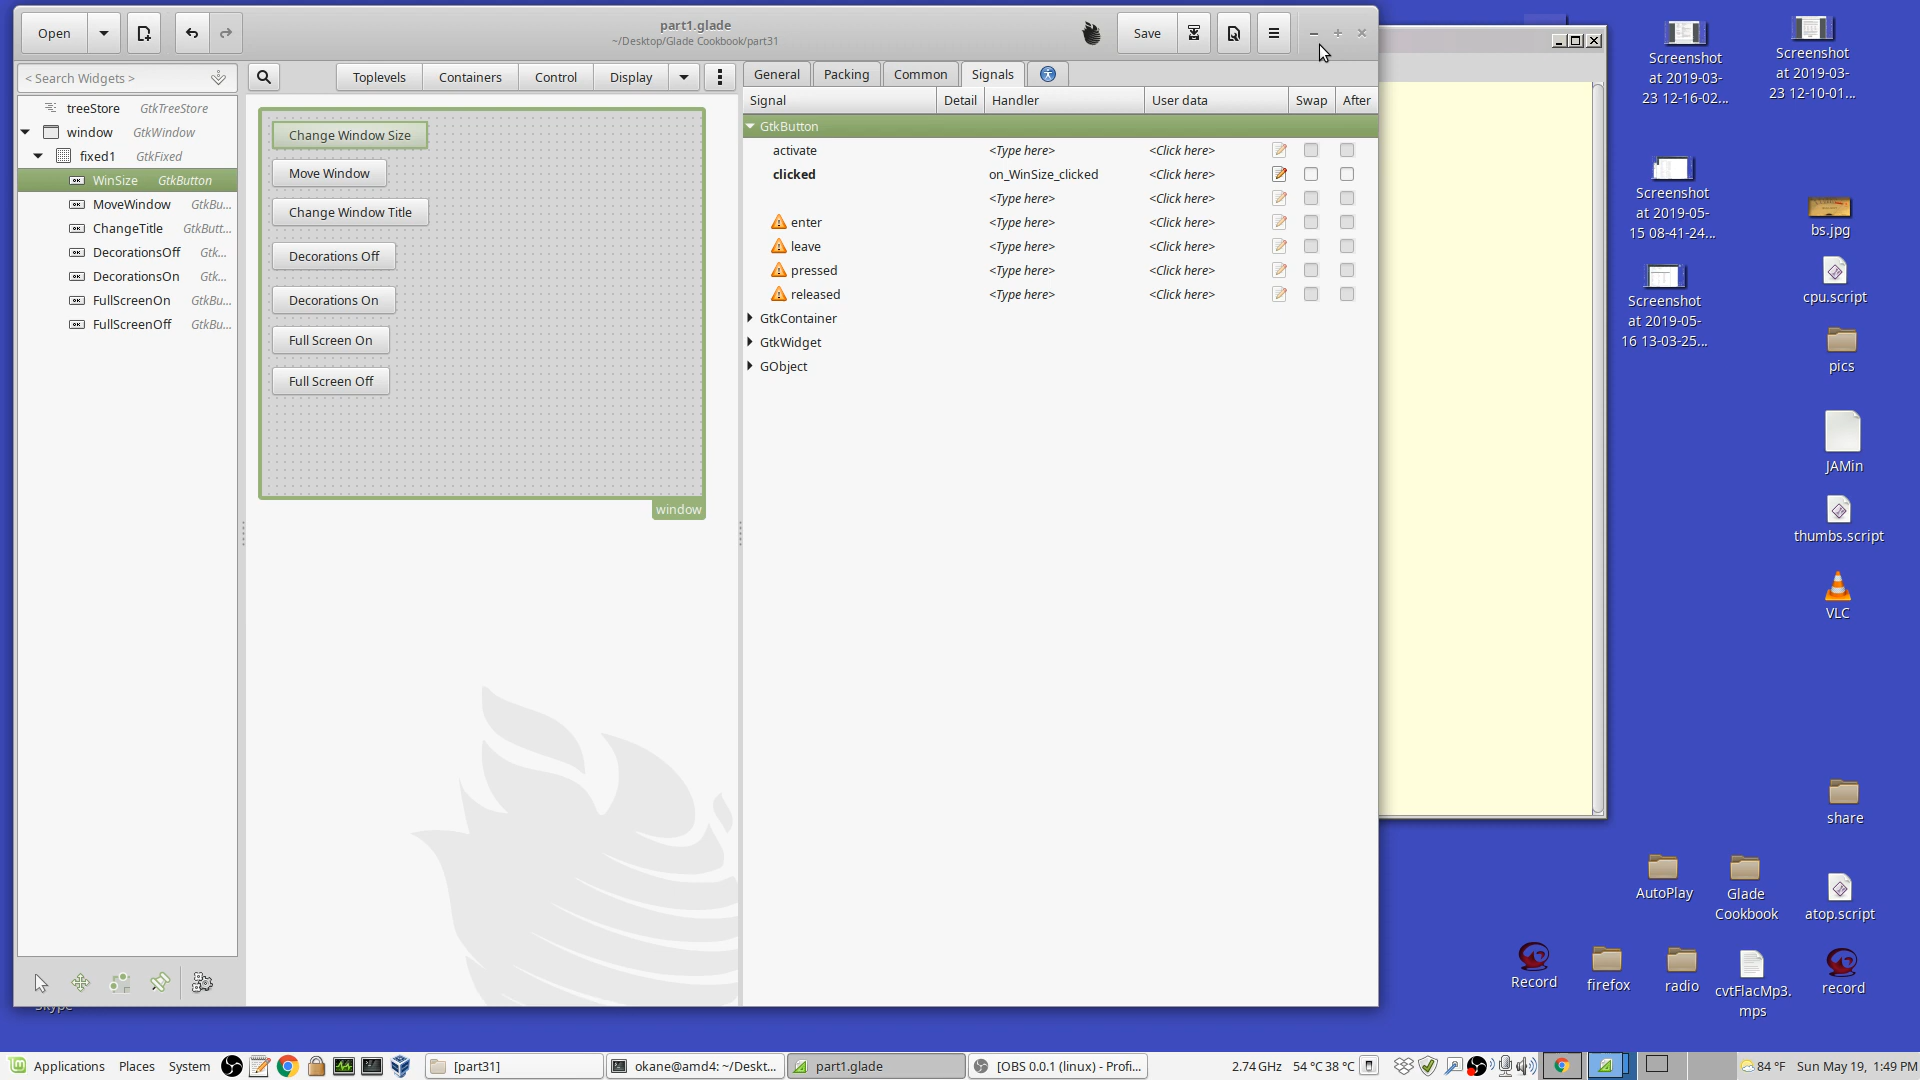 part1.glade
~/Desktop/Glade Cookbook/part31
Open
Save
< Search Widgets >
Toplevels
Containers
Control
Display
treeStore GtkTreeStore
window GtkWindow
fixed1 GtkFixed
WinSize GtkButton
MoveWindow GtkBu...
ChangeTitle GtkButt...
DecorationsOff Gtk...
DecorationsOn Gtk...
FullScreenOn GtkBu...
FullScreenOff GtkBu...
Change Window Size
Move Window
Change Window Title
Decorations Off
Decorations On
Full Screen On
Full Screen Off
window
General
Packing
Common
Signals
Signal Detail Handler User data Swap After
GtkButton
activate <Type here> <Click here>
clicked on_WinSize_clicked <Click here>
<Type here> <Click here>
enter <Type here> <Click here>
leave <Type here> <Click here>
pressed <Type here> <Click here>
released <Type here> <Click here>
GtkContainer
GtkWidget
GObject
Screenshot
at 2019-03-
23 12-16-02...
Screenshot
at 2019-03-
23 12-10-01...
Screenshot
at 2019-05-
15 08-41-24...
bs.jpg
Screenshot
at 2019-05-
16 13-03-25...
cpu.script
pics
JAMin
thumbs.script
VLC
share
AutoPlay
Glade
Cookbook
atop.script
Record
firefox
radio
cvtFlacMp3.
mps
record
Skype
Applications
Places
System
[part31]
okane@amd4: ~/Deskt...
part1.glade
[OBS 0.0.1 (linux) - Profi...
2.74 GHz
54 °C 38 °C
84 °F
Sun May 19, 1:49 PM